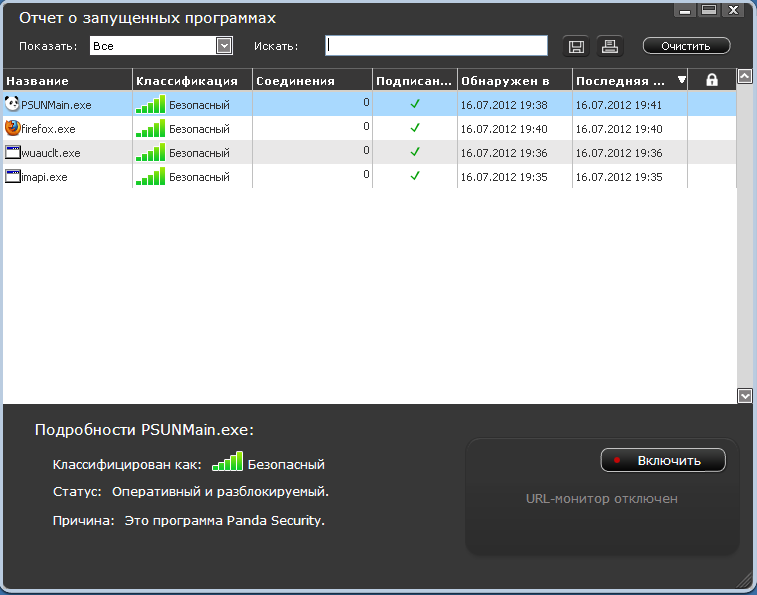 Отчет о запущенных программах
Показать: Все Искать: Очистить
Название Классификация Соединения Подписан... Обнаружен в Последняя ...
PSUNMain.exe Безопасный 0 16.07.2012 19:38 16.07.2012 19:41
firefox.exe Безопасный 0 16.07.2012 19:40 16.07.2012 19:40
wuauclt.exe Безопасный 0 16.07.2012 19:36 16.07.2012 19:36
imapi.exe Безопасный 0 16.07.2012 19:35 16.07.2012 19:35
Подробности PSUNMain.exe:
Классифицирован как: Безопасный
Статус: Оперативный и разблокируемый.
Причина: Это программа Panda Security.
Включить
URL-монитор отключен